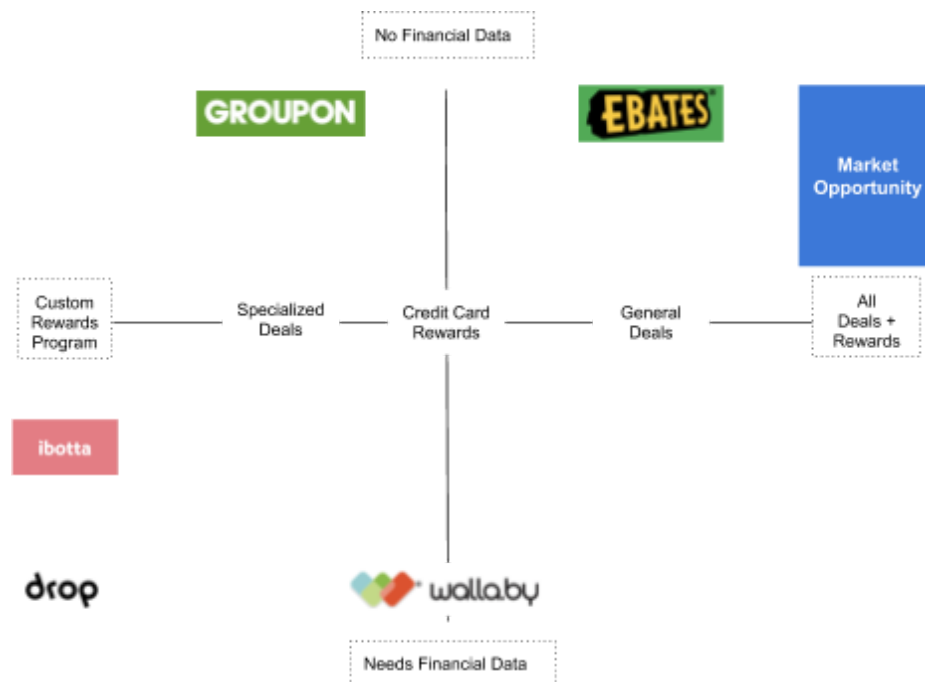 No Financial Data
GROUPON
EBATES
Market
Opportunity
Custom
Rewards
Program
Specialized
Deals
Credit Card
Rewards
General
Deals
All
Deals +
Rewards
ibotta
drop
wallaby
Needs Financial Data